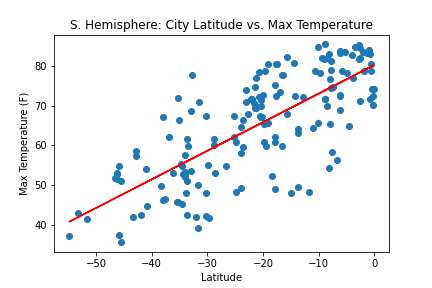 S. Hemisphere: City Latitude vs. Max Temperature
Max Temperature (F)
80
70
60
50
40
−50 −40 −30 −20 −10 0
Latitude